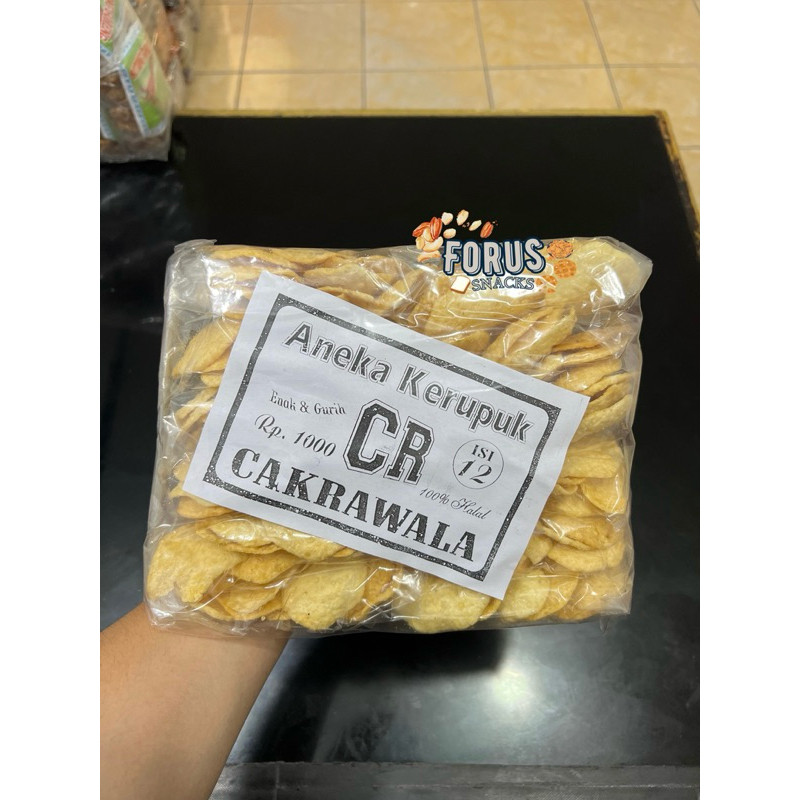 FORUS
SNACKS
Aneka Kerupuk
Enak & Gurih
Rp. 1000
CR
ISI
12
100% Halal
CAKRAWALA